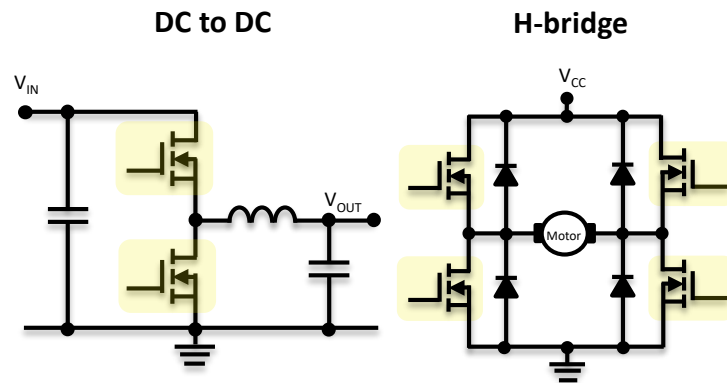 DC to DC
H-bridge
VIN
VCC
VOUT
Motor